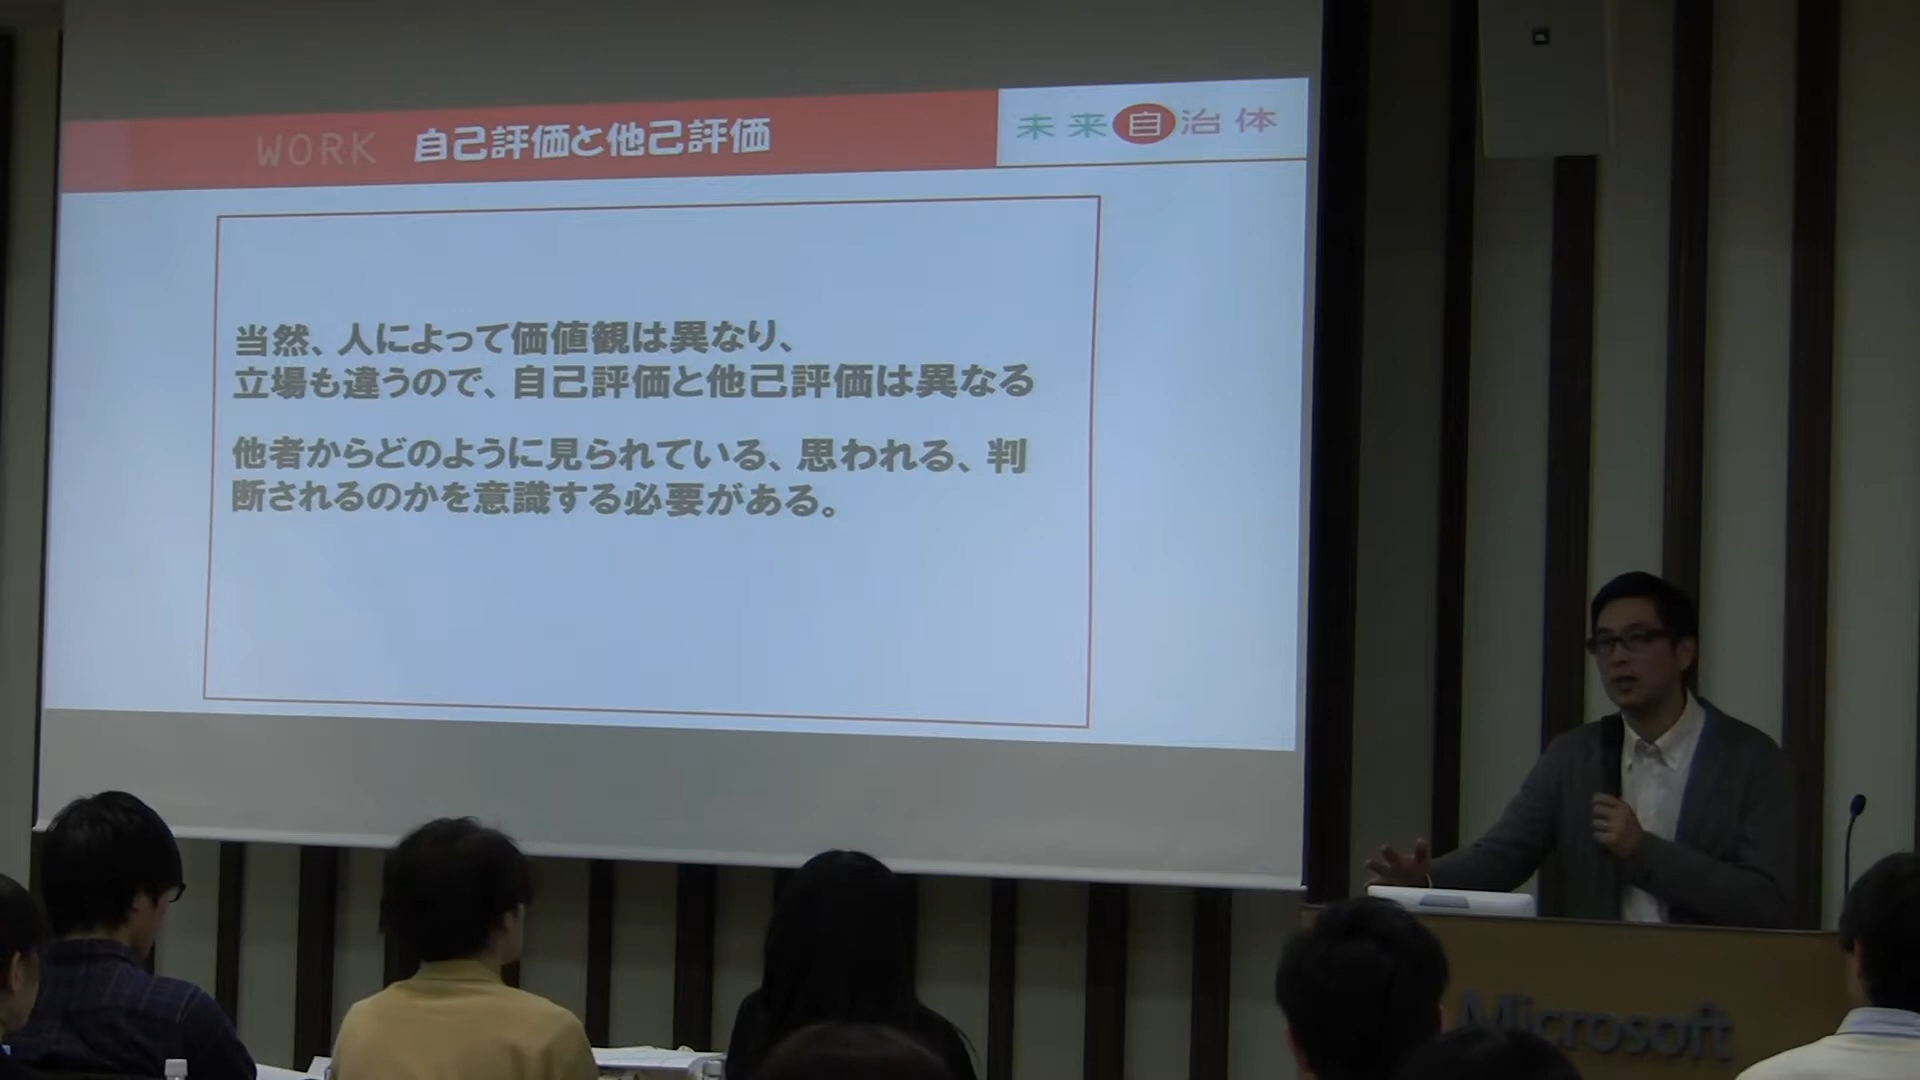 WORK 自己評価と他己評価
未来自治体
当然、人によって価値観は異なり、
立場も違うので、自己評価と他己評価は異なる
他者からどのように見られている、思われる、判
断されるのかを意識する必要がある。
Microsoft